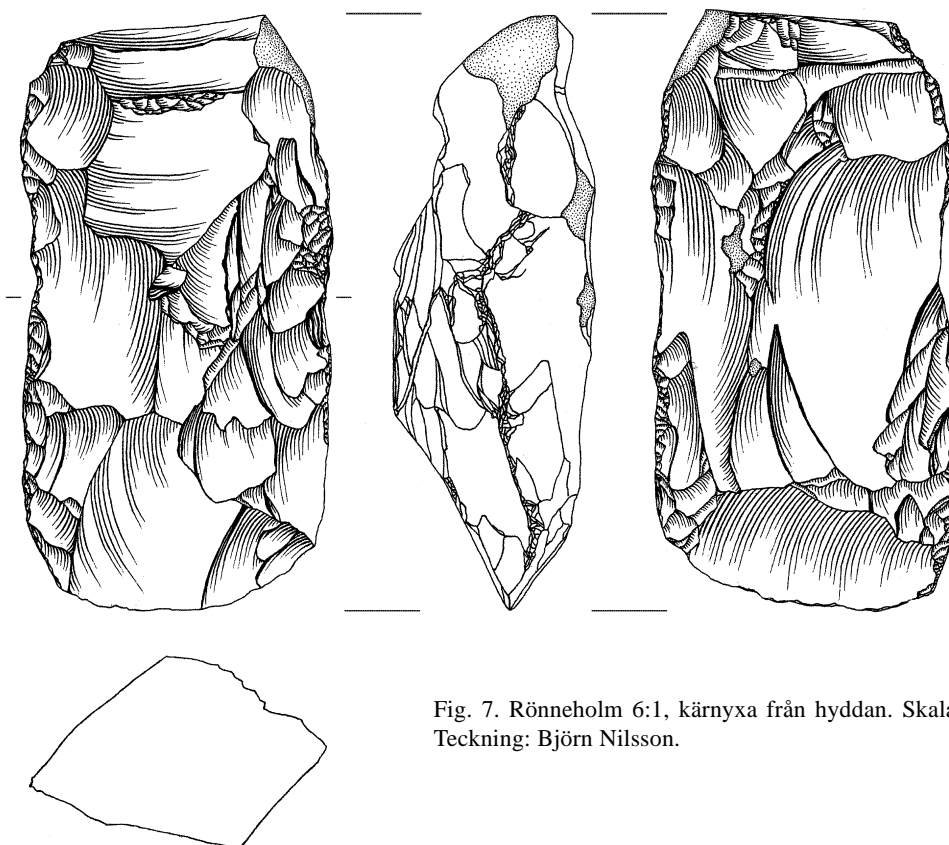 Fig. 7. Rönneholm 6:1, kärnyxa från hyddan. Skala
Teckning: Björn Nilsson.